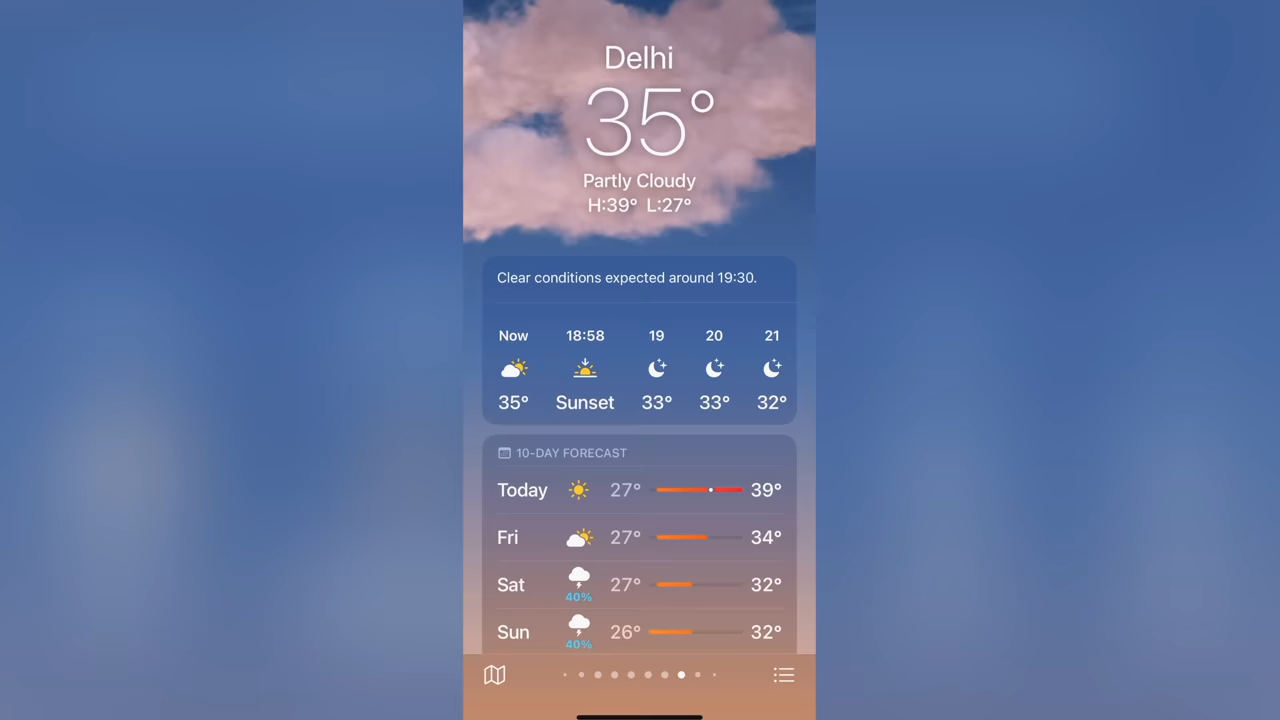 Delhi
35°
Partly Cloudy
H:39° L:27°
Clear conditions expected around 19:30.
Now 18:58 19 20 21
35° Sunset 33° 33° 32°
10-DAY FORECAST
Today 27° 39°
Fri 27° 34°
Sat 40% 27° 32°
Sun 40% 26° 32°